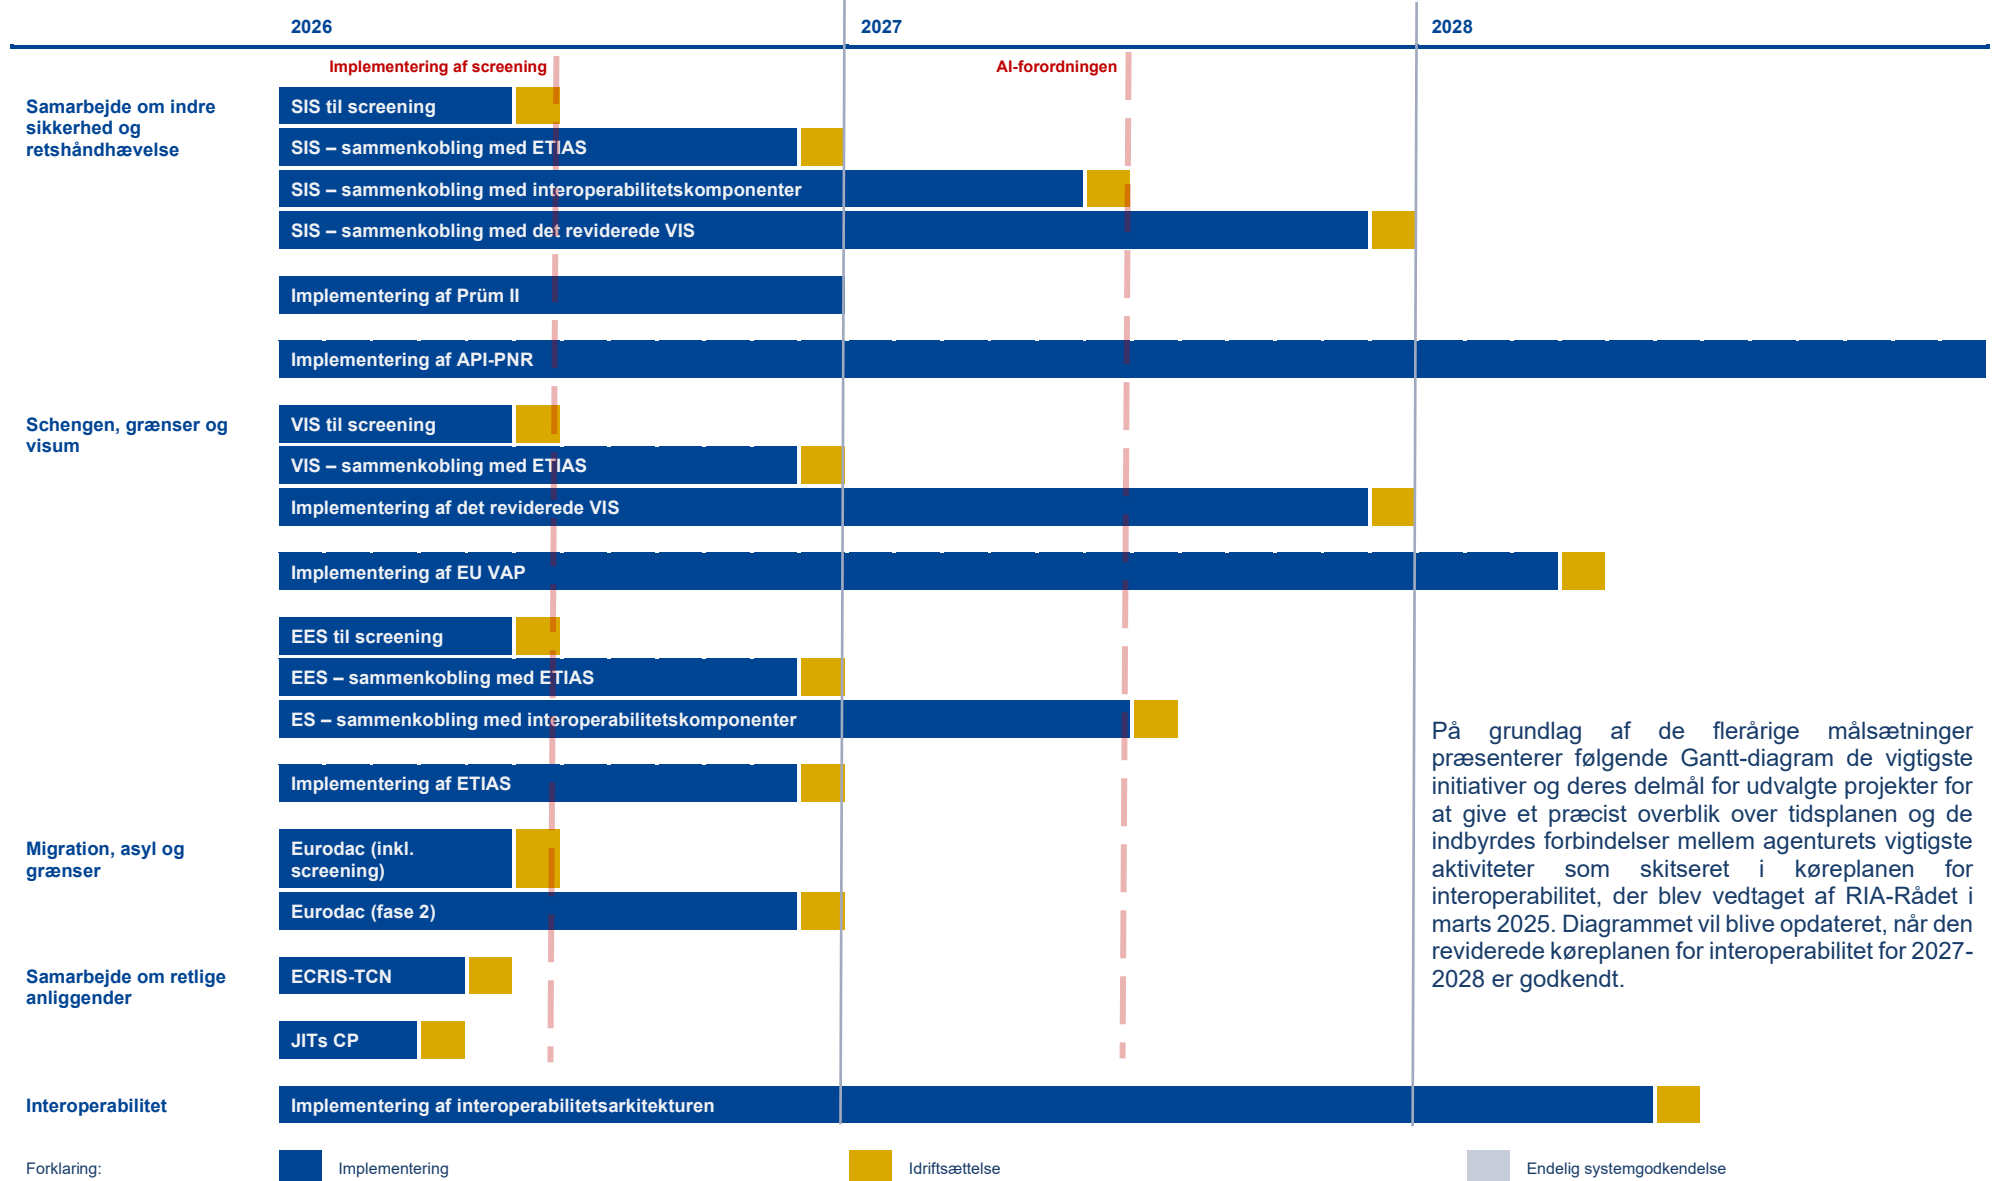 2026
2027
2028
Implementering af screening
AI-forordningen
Samarbejde om indre
sikkerhed og
retshåndhævelse
SIS til screening
SIS – sammenkobling med ETIAS
SIS – sammenkobling med interoperabilitetskomponenter
SIS – sammenkobling med det reviderede VIS
Implementering af Prüm II
Implementering af API-PNR
Schengen, grænser og
visum
VIS til screening
VIS – sammenkobling med ETIAS
Implementering af det reviderede VIS
Implementering af EU VAP
EES til screening
EES – sammenkobling med ETIAS
ES – sammenkobling med interoperabilitetskomponenter
Implementering af ETIAS
Migration, asyl og
grænser
Eurodac (inkl.
screening)
Eurodac (fase 2)
Samarbejde om retlige
anliggender
ECRIS-TCN
JITs CP
Interoperabilitet
Implementering af interoperabilitetsarkitekturen
På grundlag af de flerårige målsætninger
præsenterer følgende Gantt-diagram de vigtigste
initiativer og deres delmål for udvalgte projekter for
at give et præcist overblik over tidsplanen og de
indbyrdes forbindelser mellem agenturets vigtigste
aktiviteter som skitseret i køreplanen for
interoperabilitet, der blev vedtaget af RIA-Rådet i
marts 2025. Diagrammet vil blive opdateret, når den
reviderede køreplanen for interoperabilitet for 2027-
2028 er godkendt.
Forklaring:
Implementering
Idriftsættelse
Endelig systemgodkendelse